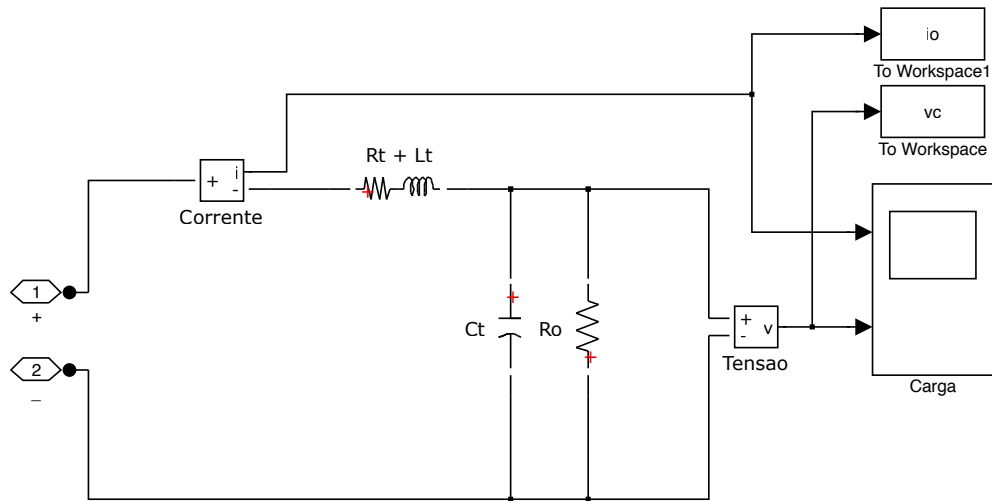 io
To Workspace1
vc
To Workspace
Rt + Lt
+
i
-
Corrente
1
+
Ct
Ro
+
-
v
Tensao
2
–
Carga